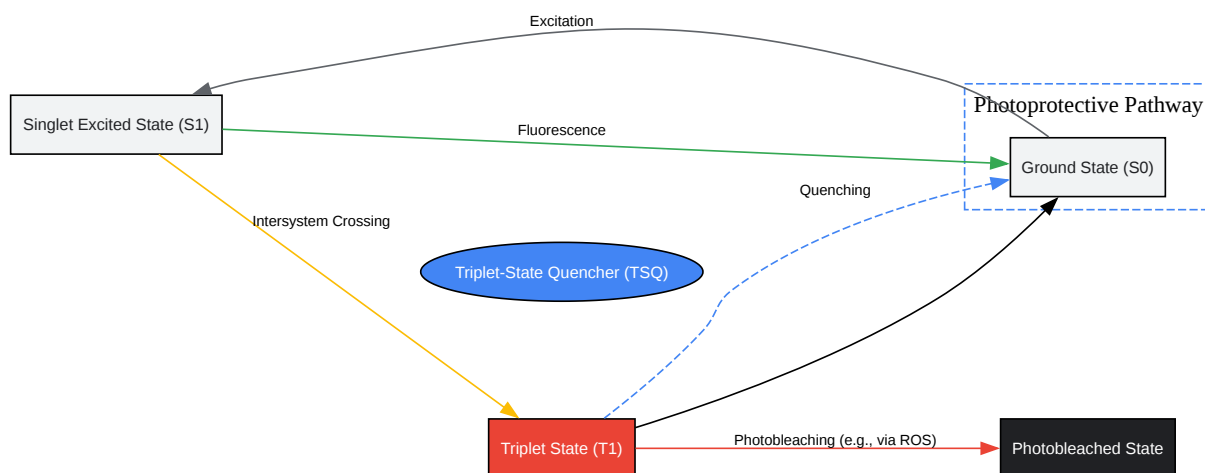 Excitation
Photoprotective Pathway
Singlet Excited State (S1)
Fluorescence
Ground State (S0)
Quenching
Intersystem Crossing
Triplet-State Quencher (TSQ)
Triplet State (T1)
Photobleaching (e.g., via ROS)
Photobleached State